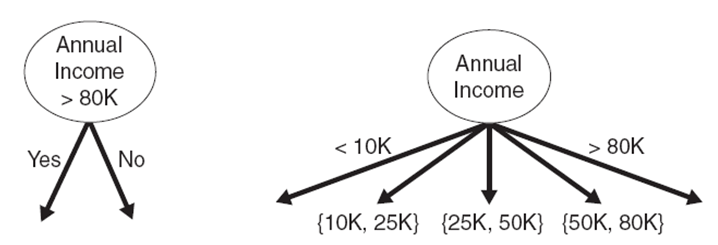 Annual
Income
> 80K
Yes
No
Annual
Income
< 10K
> 80K
{10K, 25K}
{25K, 50K}
{50K, 80K}